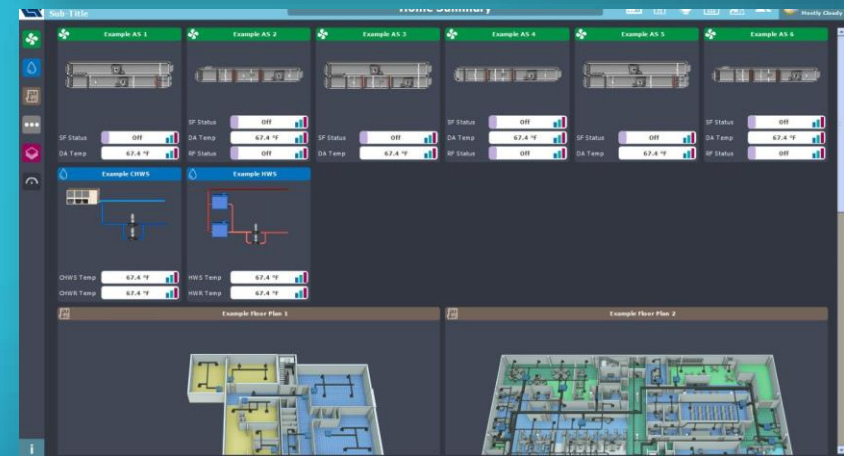 Sub-Title
Home Summary
Mostly Cloudy
Example AS 1
Example AS 2
Example AS 3
Example AS 4
Example AS 5
Example AS 6
SF Status Off
DA Temp 67.4 °F
SF Status Off
DA Temp 67.4 °F
RF Status Off
SF Status Off
DA Temp 67.4 °F
SF Status Off
DA Temp 67.4 °F
RF Status Off
SF Status Off
DA Temp 67.4 °F
SF Status Off
DA Temp 67.4 °F
RF Status Off
Example CHWS
Example HWS
CHWS Temp 67.4 °F
CHWR Temp 67.4 °F
HWS Temp 67.4 °F
HWR Temp 67.4 °F
Example Floor Plan 1
Example Floor Plan 2